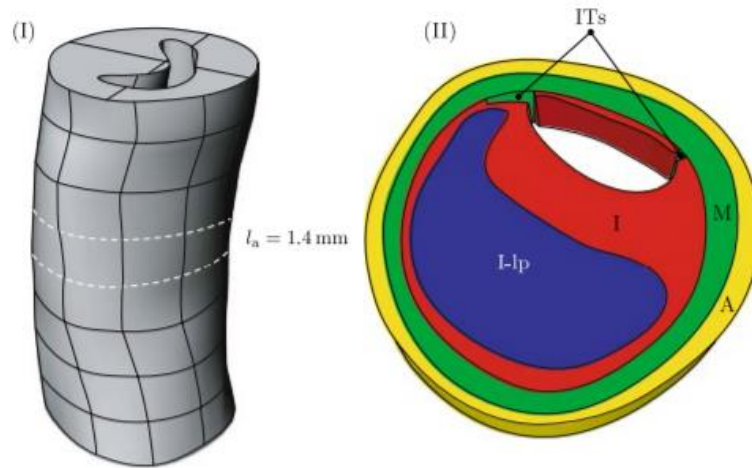 (I)
l_a = 1.4 mm
ITs
(II)
M
I
I-lp
A